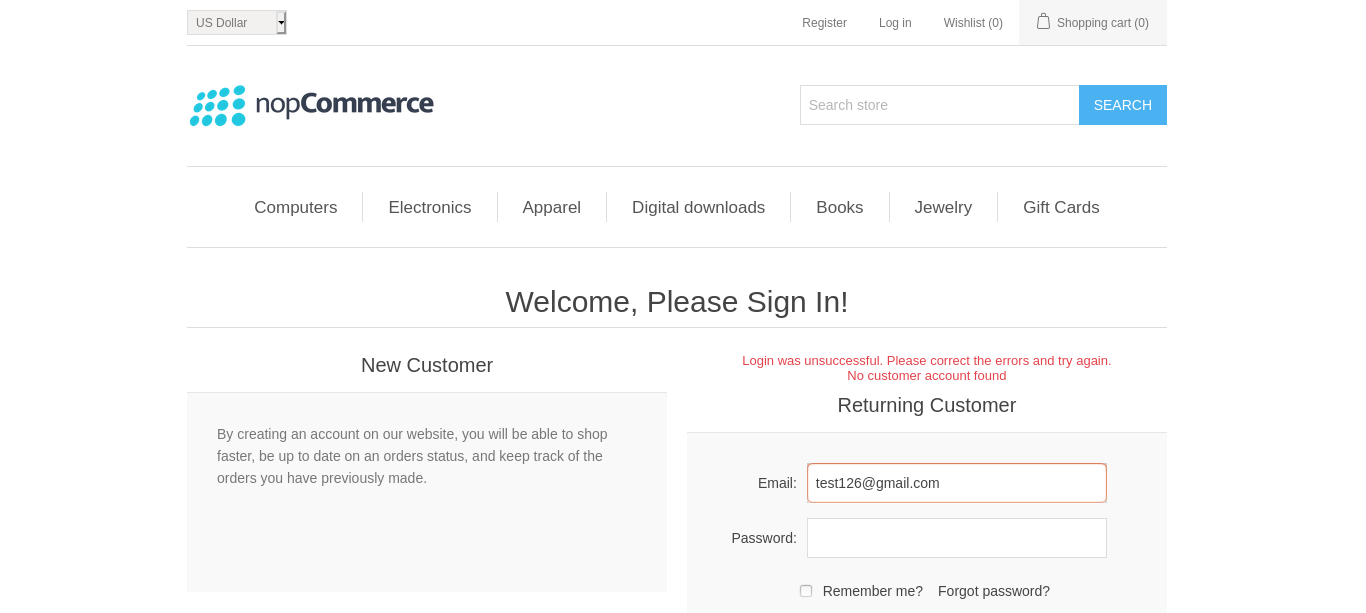 US Dollar
Register
Log in
Wishlist (0)
Shopping cart (0)
nopCommerce
Search store
SEARCH
Computers
Electronics
Apparel
Digital downloads
Books
Jewelry
Gift Cards
Welcome, Please Sign In!
New Customer
By creating an account on our website, you will be able to shop
faster, be up to date on an orders status, and keep track of the
orders you have previously made.
Login was unsuccessful. Please correct the errors and try again.
No customer account found
Returning Customer
Email:
test126@gmail.com
Password:
Remember me?
Forgot password?